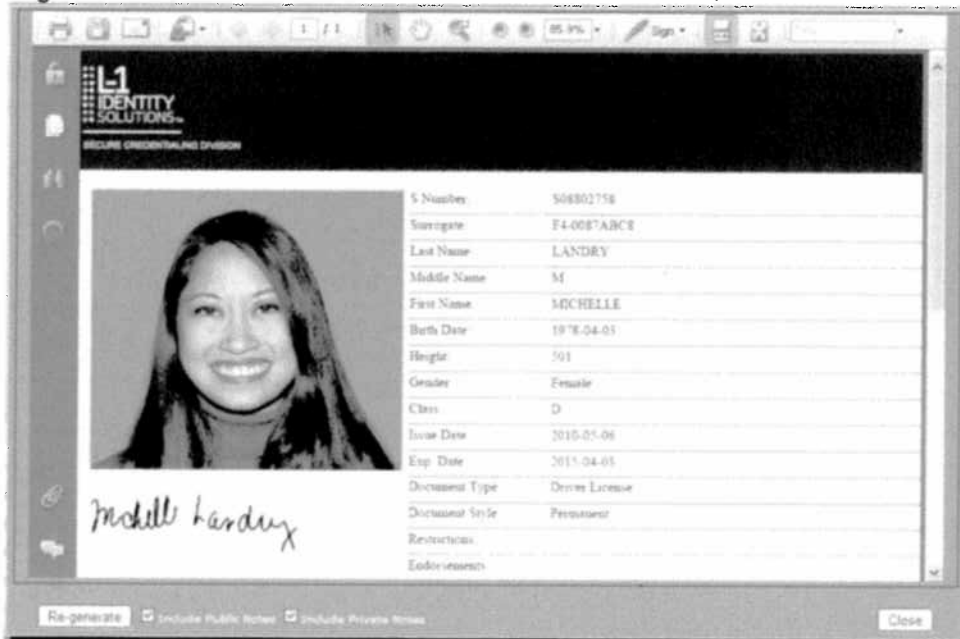 1 / 1
85.9%
Sign
L-1
IDENTITY
SOLUTIONS
SECURE CREDENTIALING DIVISION
S Number S08802758
Surrogate F4-0087ABC8
Last Name LANDRY
Middle Name M
First Name MICHELLE
Birth Date 1978-04-05
Height 501
Gender Female
Class D
Issue Date 2010-05-06
Exp. Date 2015-04-05
Document Type Driver License
Document Style Permanent
Restrictions
Endorsements
Michelle Landry
Re-generate Include Public Notes Include Private Notes Close